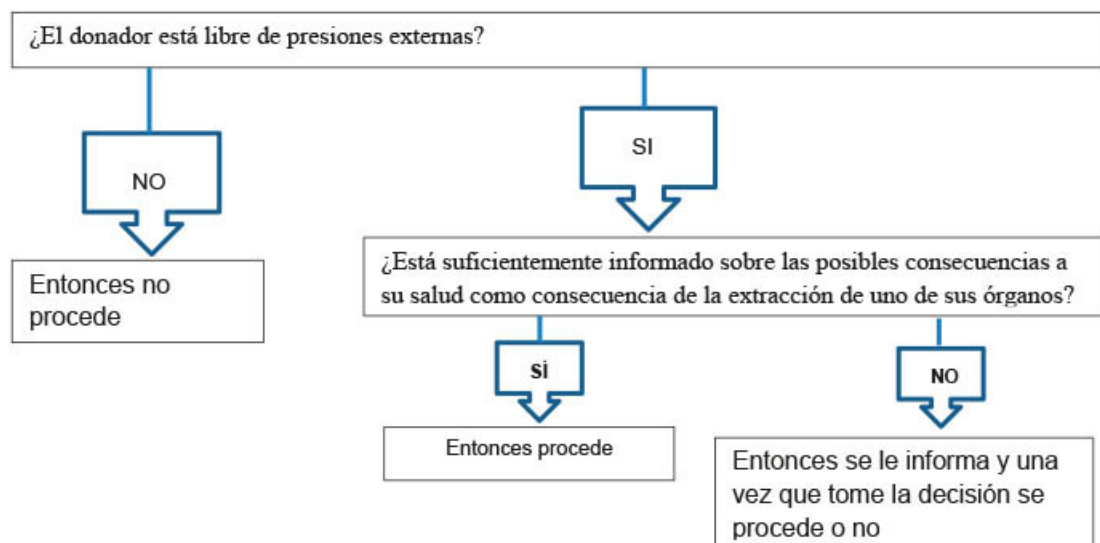 ¿El donador está libre de presiones externas?
NO
SI
Entonces no
procede
¿Está suficientemente informado sobre las posibles consecuencias a
su salud como consecuencia de la extracción de uno de sus órganos?
SÍ
NO
Entonces procede
Entonces se le informa y una
vez que tome la decisión se
procede o no